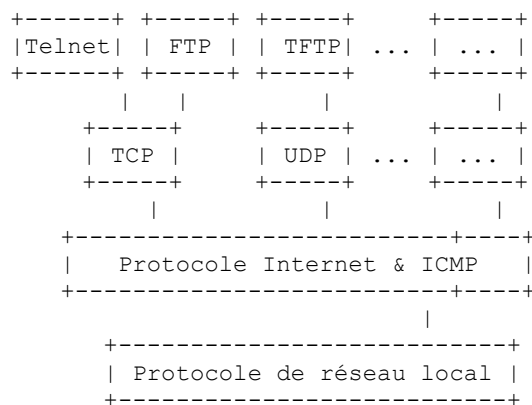 +------+ +-----+ +-----+     +-----+
|Telnet| | FTP | | TFTP| ... | ... |
+------+ +-----+ +-----+     +-----+
      |   |         |           |
     +-----+     +-----+     +-----+
     | TCP |     | UDP | ... | ... |
     +-----+     +-----+     +-----+
        |           |           |
   +--------------------------+----+
   |   Protocole Internet & ICMP   |
   +--------------------------+----+
                          |
      +---------------------------+
      | Protocole de réseau local |
      +---------------------------+